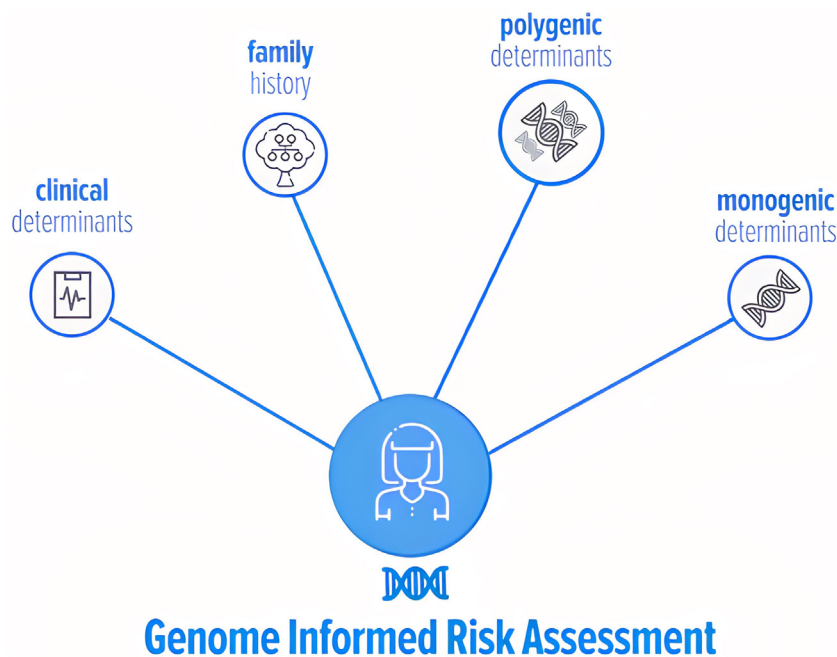 clinical
determinants
family
history
polygenic
determinants
monogenic
determinants
Genome Informed Risk Assessment